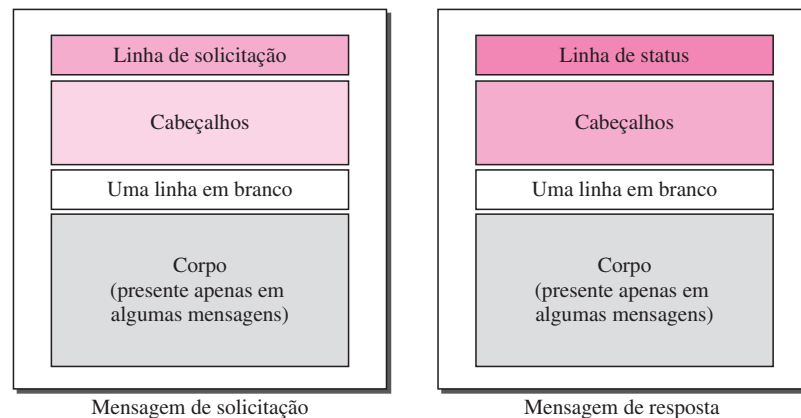 Linha de solicitação
Cabeçalhos
Uma linha em branco
Corpo
(presente apenas em
algumas mensagens)
Mensagem de solicitação
Linha de status
Cabeçalhos
Uma linha em branco
Corpo
(presente apenas em
algumas mensagens)
Mensagem de resposta